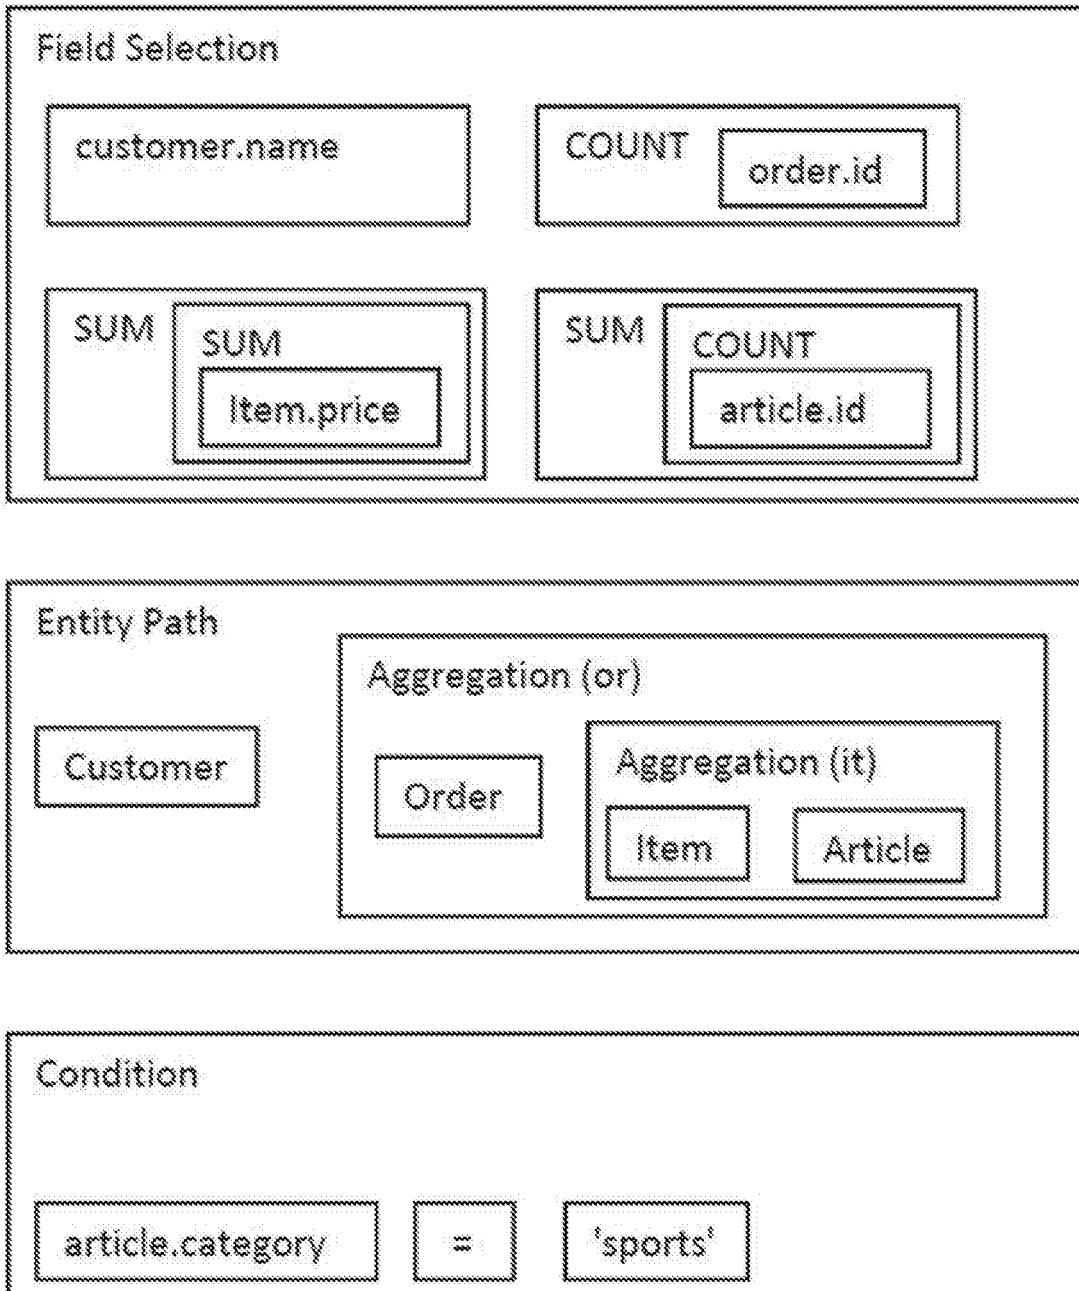 Field Selection
customer.name
COUNT order.id
SUM SUM Item.price
SUM COUNT article.id
Entity Path
Aggregation (or)
Customer
Order
Aggregation (it)
Item
Article
Condition
article.category = 'sports'